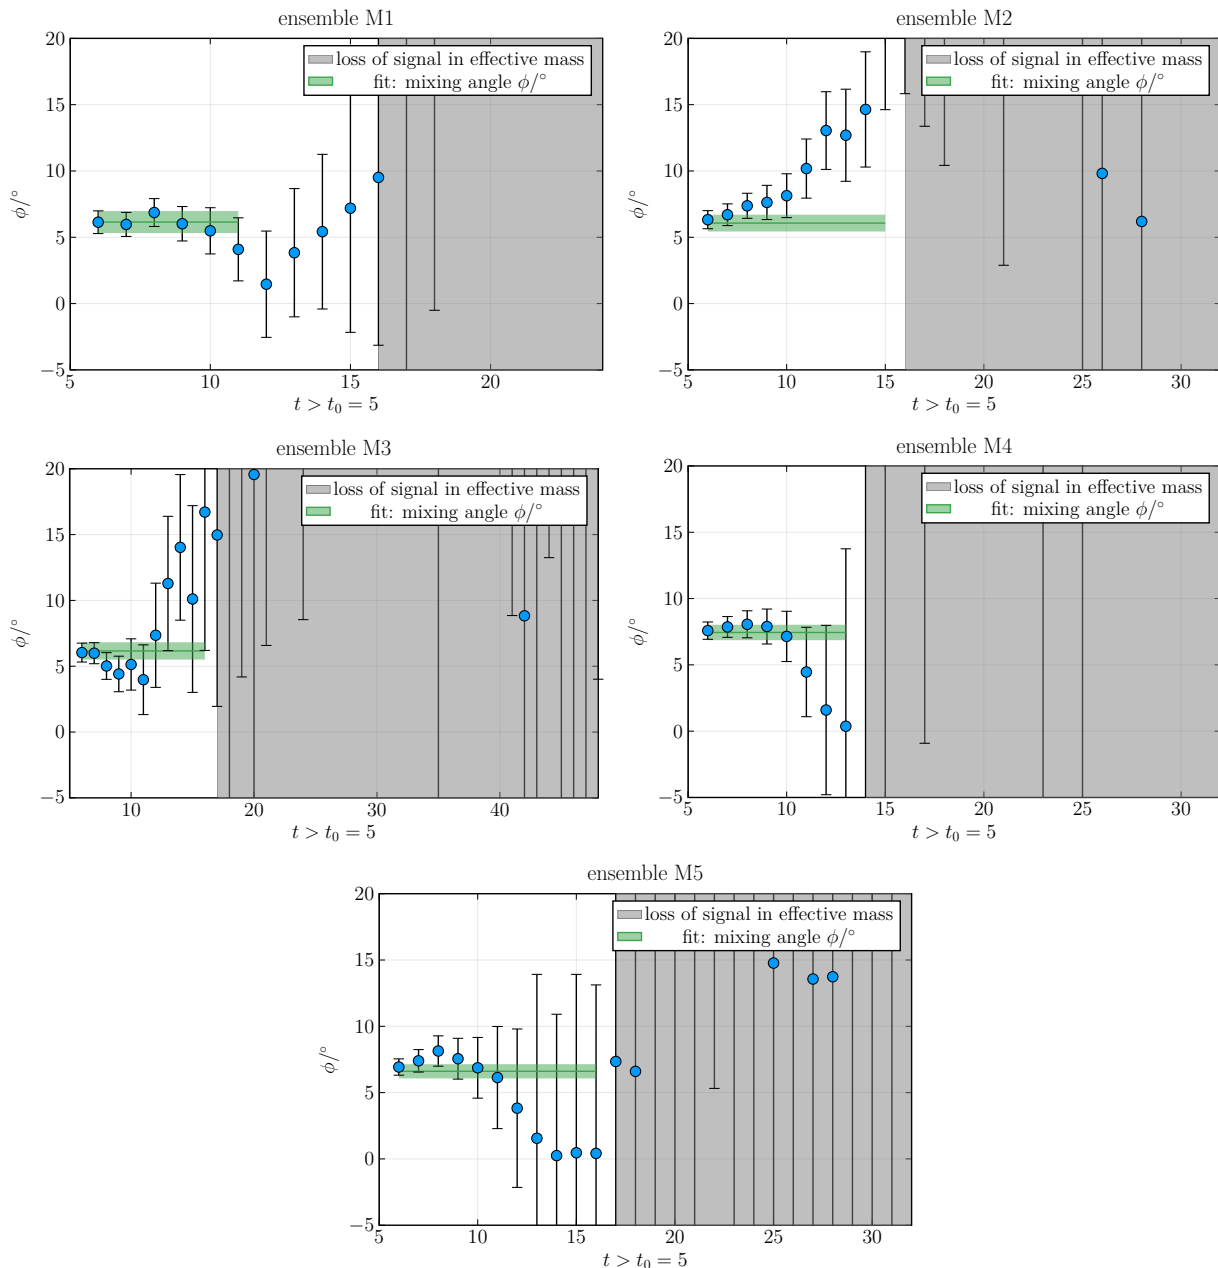 ensemble M1
20
15
10
5
0
−5
ϕ/°
loss of signal in effective mass
fit: mixing angle ϕ/°
5 10 15 20
t > t₀ = 5
ensemble M2
20
15
10
5
0
−5
ϕ/°
loss of signal in effective mass
fit: mixing angle ϕ/°
5 10 15 20 25 30
t > t₀ = 5
ensemble M3
20
15
10
5
0
−5
ϕ/°
loss of signal in effective mass
fit: mixing angle ϕ/°
10 20 30 40
t > t₀ = 5
ensemble M4
20
15
10
5
0
−5
ϕ/°
loss of signal in effective mass
fit: mixing angle ϕ/°
5 10 15 20 25 30
t > t₀ = 5
ensemble M5
20
15
10
5
0
−5
ϕ/°
loss of signal in effective mass
fit: mixing angle ϕ/°
5 10 15 20 25 30
t > t₀ = 5